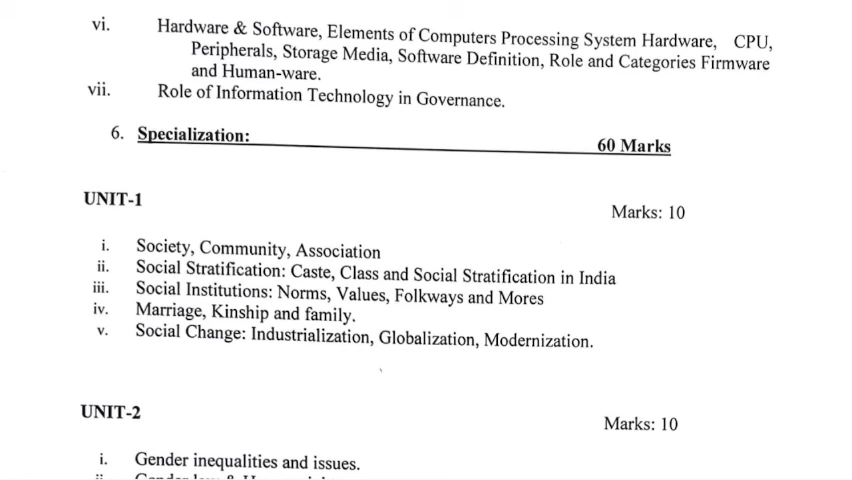 vi. Hardware & Software, Elements of Computers Processing System Hardware, CPU,
Peripherals, Storage Media, Software Definition, Role and Categories Firmware
and Human-ware.
vii. Role of Information Technology in Governance.
6. Specialization: 60 Marks
UNIT-1 Marks: 10
i. Society, Community, Association
ii. Social Stratification: Caste, Class and Social Stratification in India
iii. Social Institutions: Norms, Values, Folkways and Mores
iv. Marriage, Kinship and family.
v. Social Change: Industrialization, Globalization, Modernization.
UNIT-2 Marks: 10
i. Gender inequalities and issues.
ii. Gender law &